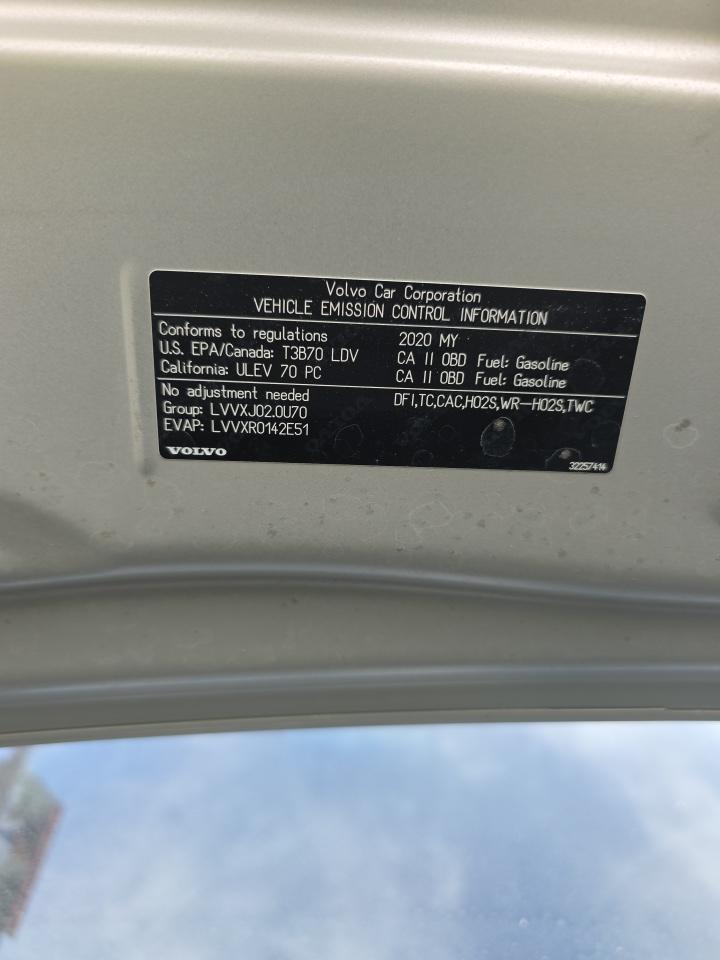 Volvo Car Corporation
VEHICLE EMISSION CONTROL INFORMATION
Conforms to regulations 2020 MY
U.S. EPA/Canada: T3B70 LDV CA II OBD Fuel: Gasoline
California: ULEV 70 PC CA II OBD Fuel: Gasoline
No adjustment needed DFI,TC,CAC,HO2S,WR-HO2S,TWC
Group: LVVXJ02.0U70
EVAP: LVVXR0142E51
VOLVO 32257414